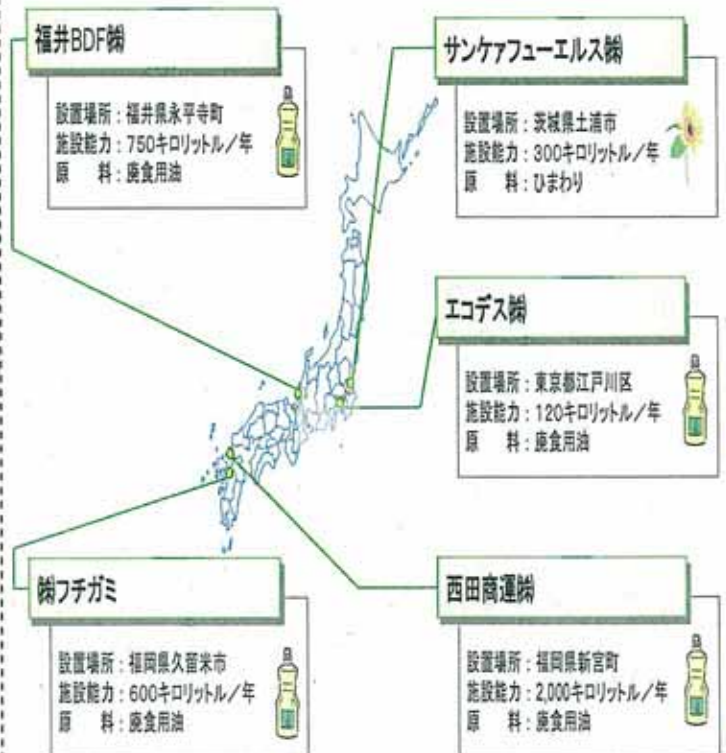 福井BDF㈱
設置場所：福井県永平寺町
施設能力：750キロリットル／年
原　　料：廃食用油
サンケァフューエルス㈱
設置場所：茨城県土浦市
施設能力：300キロリットル／年
原　　料：ひまわり
エコデス㈱
設置場所：東京都江戸川区
施設能力：120キロリットル／年
原　　料：廃食用油
㈱フチガミ
設置場所：福岡県久留米市
施設能力：600キロリットル／年
原　　料：廃食用油
西田商運㈱
設置場所：福岡県新宮町
施設能力：2,000キロリットル／年
原　　料：廃食用油